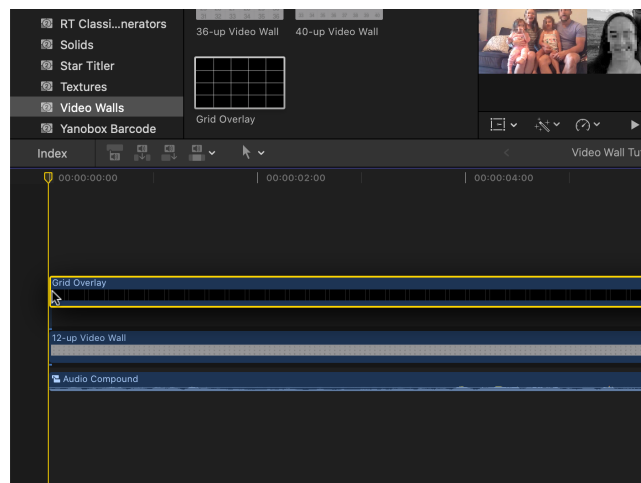 RT Classi...nerators
Solids
Star Titler
Textures
Video Walls
Yanobox Barcode
36-up Video Wall
40-up Video Wall
Grid Overlay
Index
Video Wall Tu
00:00:00:00
00:00:02:00
00:00:04:00
Grid Overlay
12-up Video Wall
Audio Compound